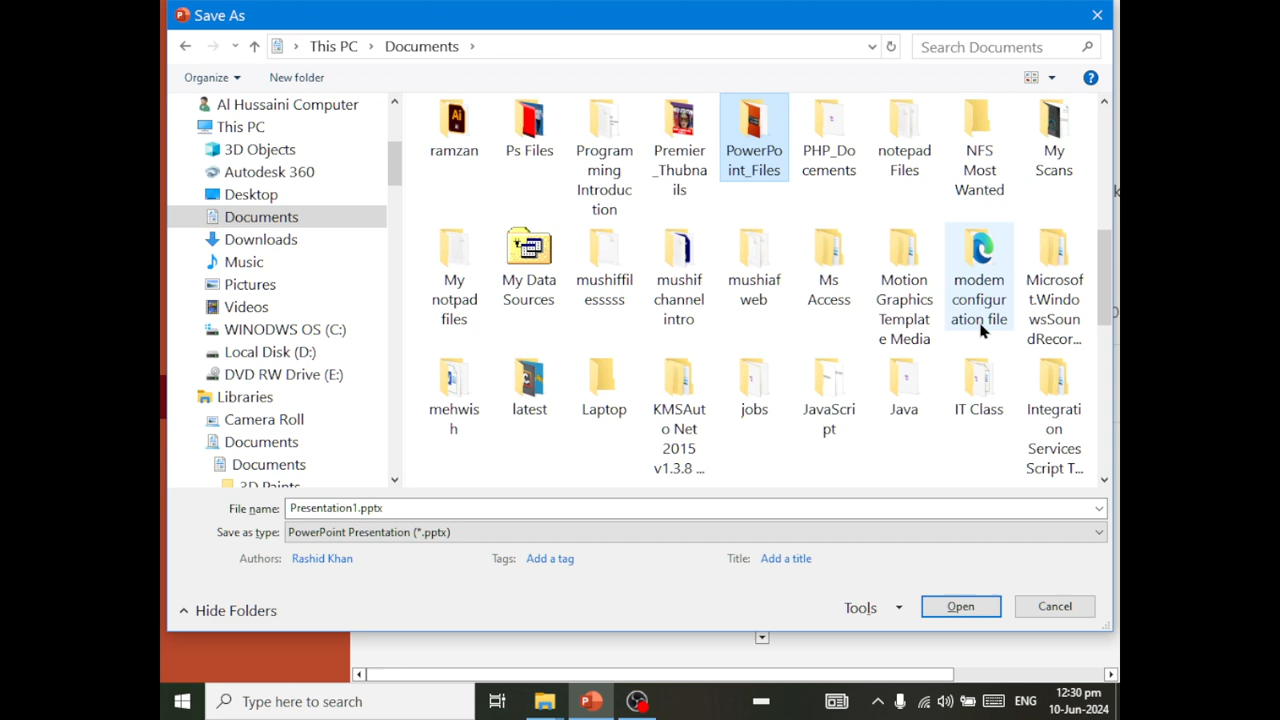 Save As
This PC
Documents
Search Documents
Organize
New folder
Al Hussaini Computer
This PC
3D Objects
Autodesk 360
Desktop
Documents
Downloads
Music
Pictures
Videos
WINODWS OS (C:)
Local Disk (D:)
DVD RW Drive (E:)
Libraries
Camera Roll
Documents
Documents
3D Paints
ramzan
Ps Files
Programming Introduction
Premier_Thubnails
PowerPoint_Files
PHP_Documents
notepad Files
NFS Most Wanted
My Scans
My notpad files
My Data Sources
mushiffilesssss
mushif channel intro
mushiaf web
Ms Access
Motion Graphics Template Media
modem configuration file
Microsoft.WindowsSoundRecor...
mehwish
latest
Laptop
KMSAuto Net 2015 v1.3.8 ...
jobs
JavaScript
Java
IT Class
Integration Services Script T...
File name: Presentation1.pptx
Save as type: PowerPoint Presentation (*.pptx)
Authors: Rashid Khan
Tags: Add a tag
Title: Add a title
Hide Folders
Tools
Open
Cancel
Type here to search
ENG
12:30 pm
10-Jun-2024